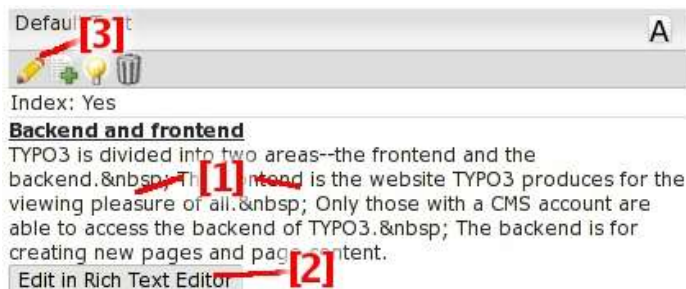 Defaul t
[3]
A
Index: Yes
Backend and frontend
TYPO3 is divided into two areas--the frontend and the
backend.&nbsp; The frontend is the website TYPO3 produces for the
[1]
viewing pleasure of all.&nbsp; Only those with a CMS account are
able to access the backend of TYPO3.&nbsp; The backend is for
creating new pages and page content.
Edit in Rich Text Editor
[2]